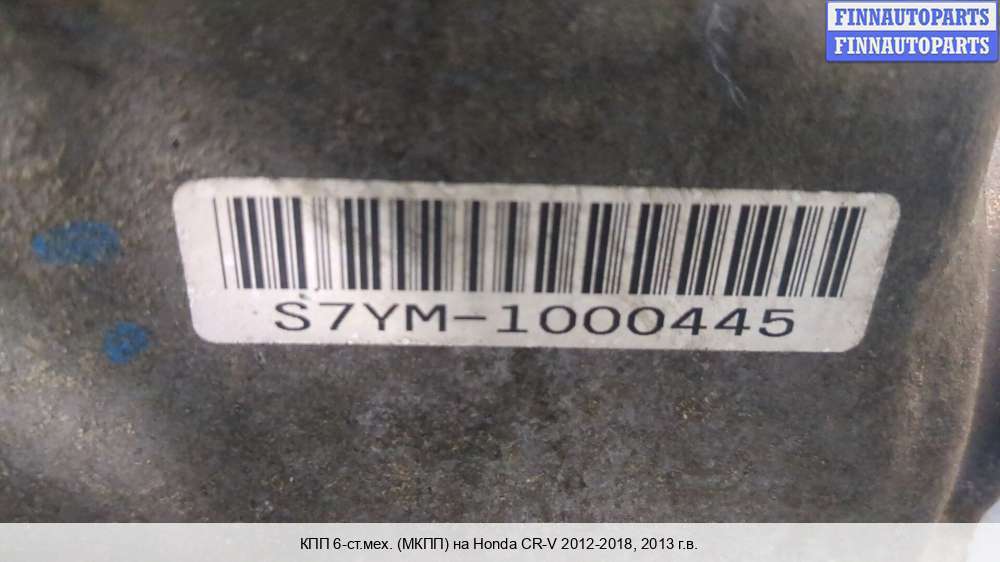 FINNAUTOPARTS
FINNAUTOPARTS
S7YM-1000445
КПП 6-ст.мех. (МКПП) на Honda CR-V 2012-2018, 2013 г.в.